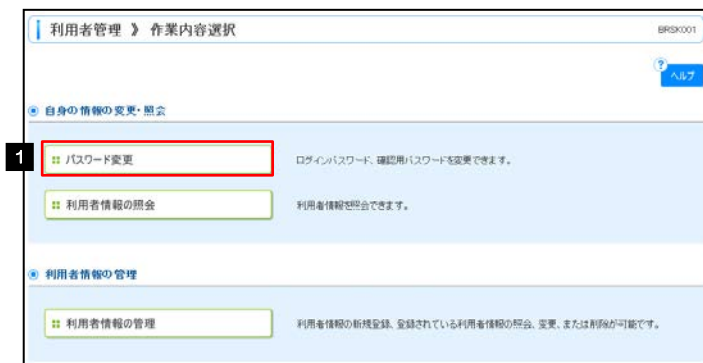 利用者管理 》 作業内容選択
BRSK001
?
ヘルプ
自身の情報の変更・照会
1
パスワード変更
ログインパスワード、確認用パスワードを変更できます。
利用者情報の照会
利用者情報を照会できます。
利用者情報の管理
利用者情報の管理
利用者情報の新規登録、登録されている利用者情報の照会、変更、または削除が可能です。